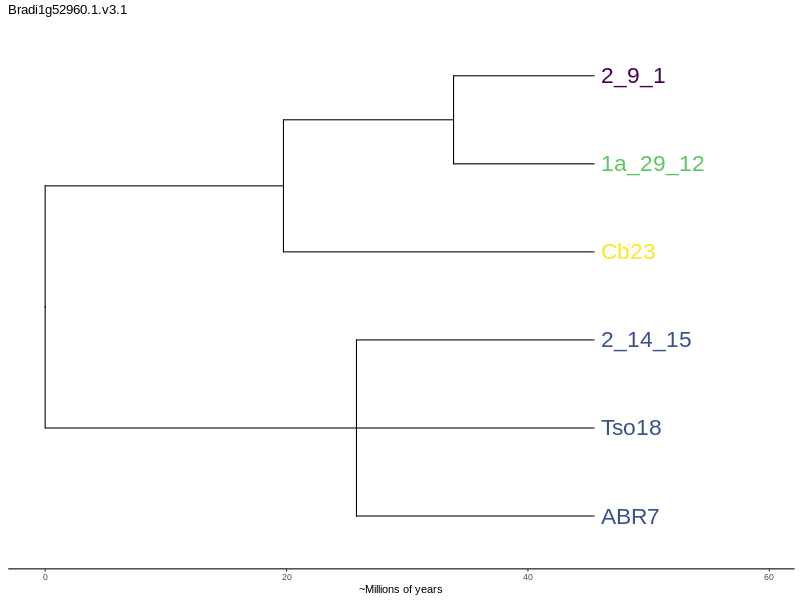 Bradi1g52960.1.v3.1
2_9_1
1a_29_12
Cb23
2_14_15
Tso18
ABR7
0 20 40 60
~Millions of years